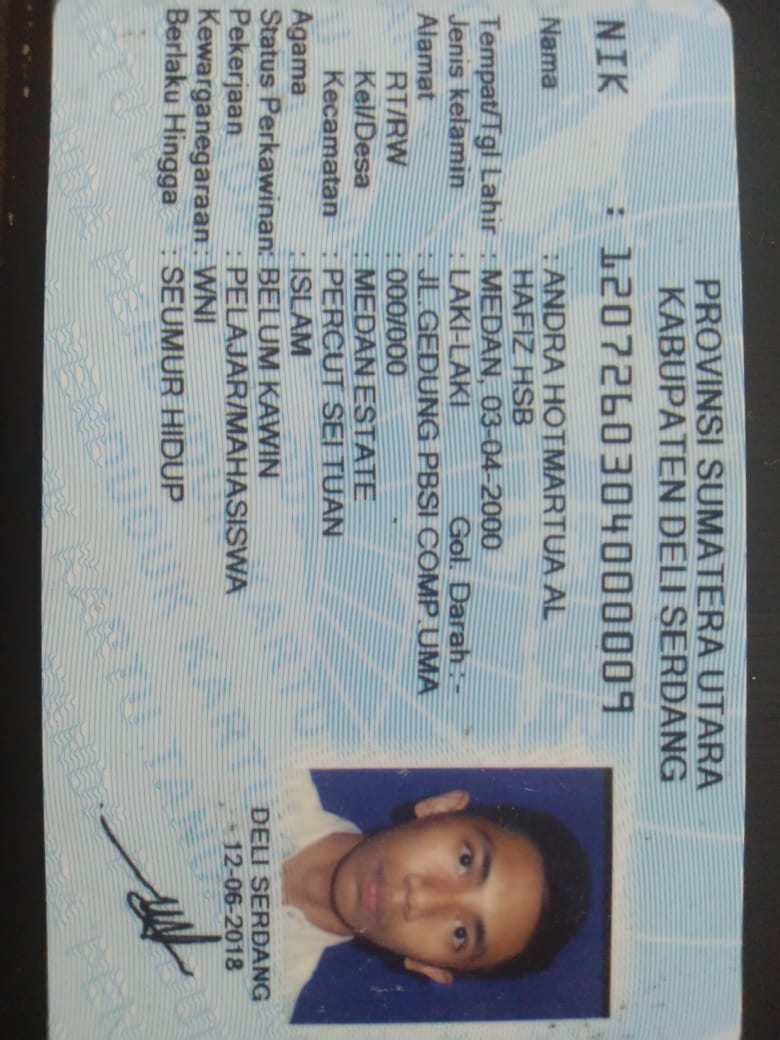 PROVINSI SUMATERA UTARA
KABUPATEN DELI SERDANG
NIK : 1207260304000009
Nama : ANDRA HOTMARTUA AL
HAFIZ HSB
Tempat/Tgl Lahir : MEDAN, 03-04-2000
Jenis kelamin : LAKI-LAKI Gol. Darah : -
Alamat : JL.GEDUNG PBSI COMP.UMA
RT/RW : 000/000
Kel/Desa : MEDAN ESTATE
Kecamatan : PERCUT SEI TUAN
Agama : ISLAM
Status Perkawinan: BELUM KAWIN
Pekerjaan : PELAJAR/MAHASISWA
Kewarganegaraan : WNI
Berlaku Hingga : SEUMUR HIDUP
DELI SERDANG
12-06-2018